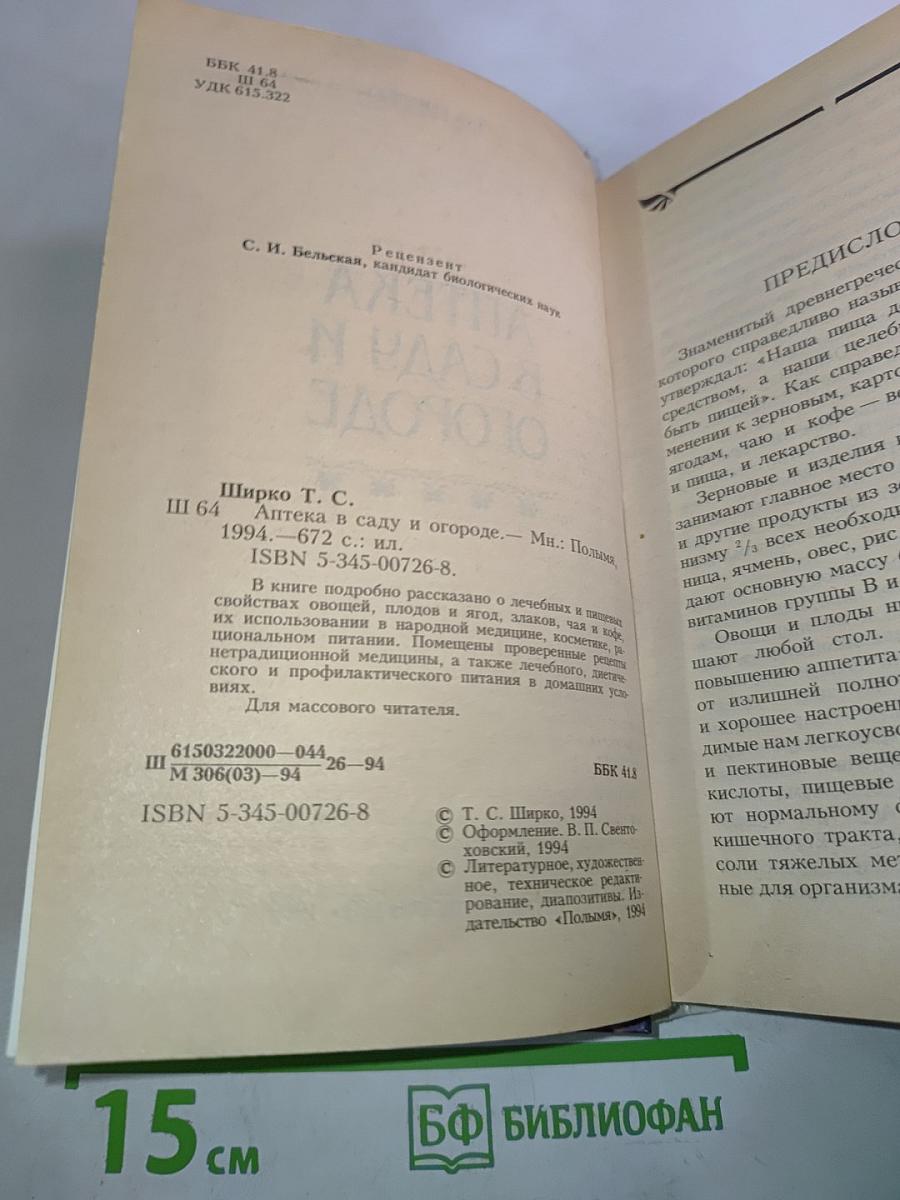 ББК 41.8
Ш 64
УДК 615.322
Рецензент
С. И. Бельская, кандидат биологических наук
Ширко Т. С.
Ш 64 Аптека в саду и огороде.— Мн.: Полымя,
1994.—672 с.: ил.
ISBN 5-345-00726-8.
В книге подробно рассказано о лечебных и пищевых
свойствах овощей, плодов и ягод, злаков, чая и кофе,
их использовании в народной медицине, косметике, ра-
циональном питании. Помещены проверенные рецепты
нетрадиционной медицины, а также лечебного, диетиче-
ского и профилактического питания в домашних усло-
виях.
Для массового читателя.
Ш 6150322000—044
М 306(03)—94 26—94
ББК 41.8
ISBN 5-345-00726-8
© Т. С. Ширко, 1994
© Оформление. В. П. Свенто-
ховский, 1994
© Литературное, художествен-
ное, техническое редакти-
рование, диапозитивы. Из-
дательство «Полымя», 1994
ПРЕДИСЛО
Знаменитый древнегречес
которого справедливо назыв
утверждал: «Наша пища д
средством, а наши целеб
быть пищей». Как справед
менении к зерновым, карто
ягодам, чаю и кофе — ве
и пища, и лекарство.
Зерновые и изделия и
занимают главное место
и другие продукты из зе
низму 2/3 всех необходи
ница, ячмень, овес, рис
дают основную массу
витаминов группы В и
Овощи и плоды н
шают любой стол.
повышению аппетита
от излишней полно
и хорошее настроени
димые нам легкоусво
и пектиновые веще
кислоты, пищевые
ют нормальному
кишечного тракта,
соли тяжелых мет
ные для организма
15 см
БФ БИБЛИОФАН